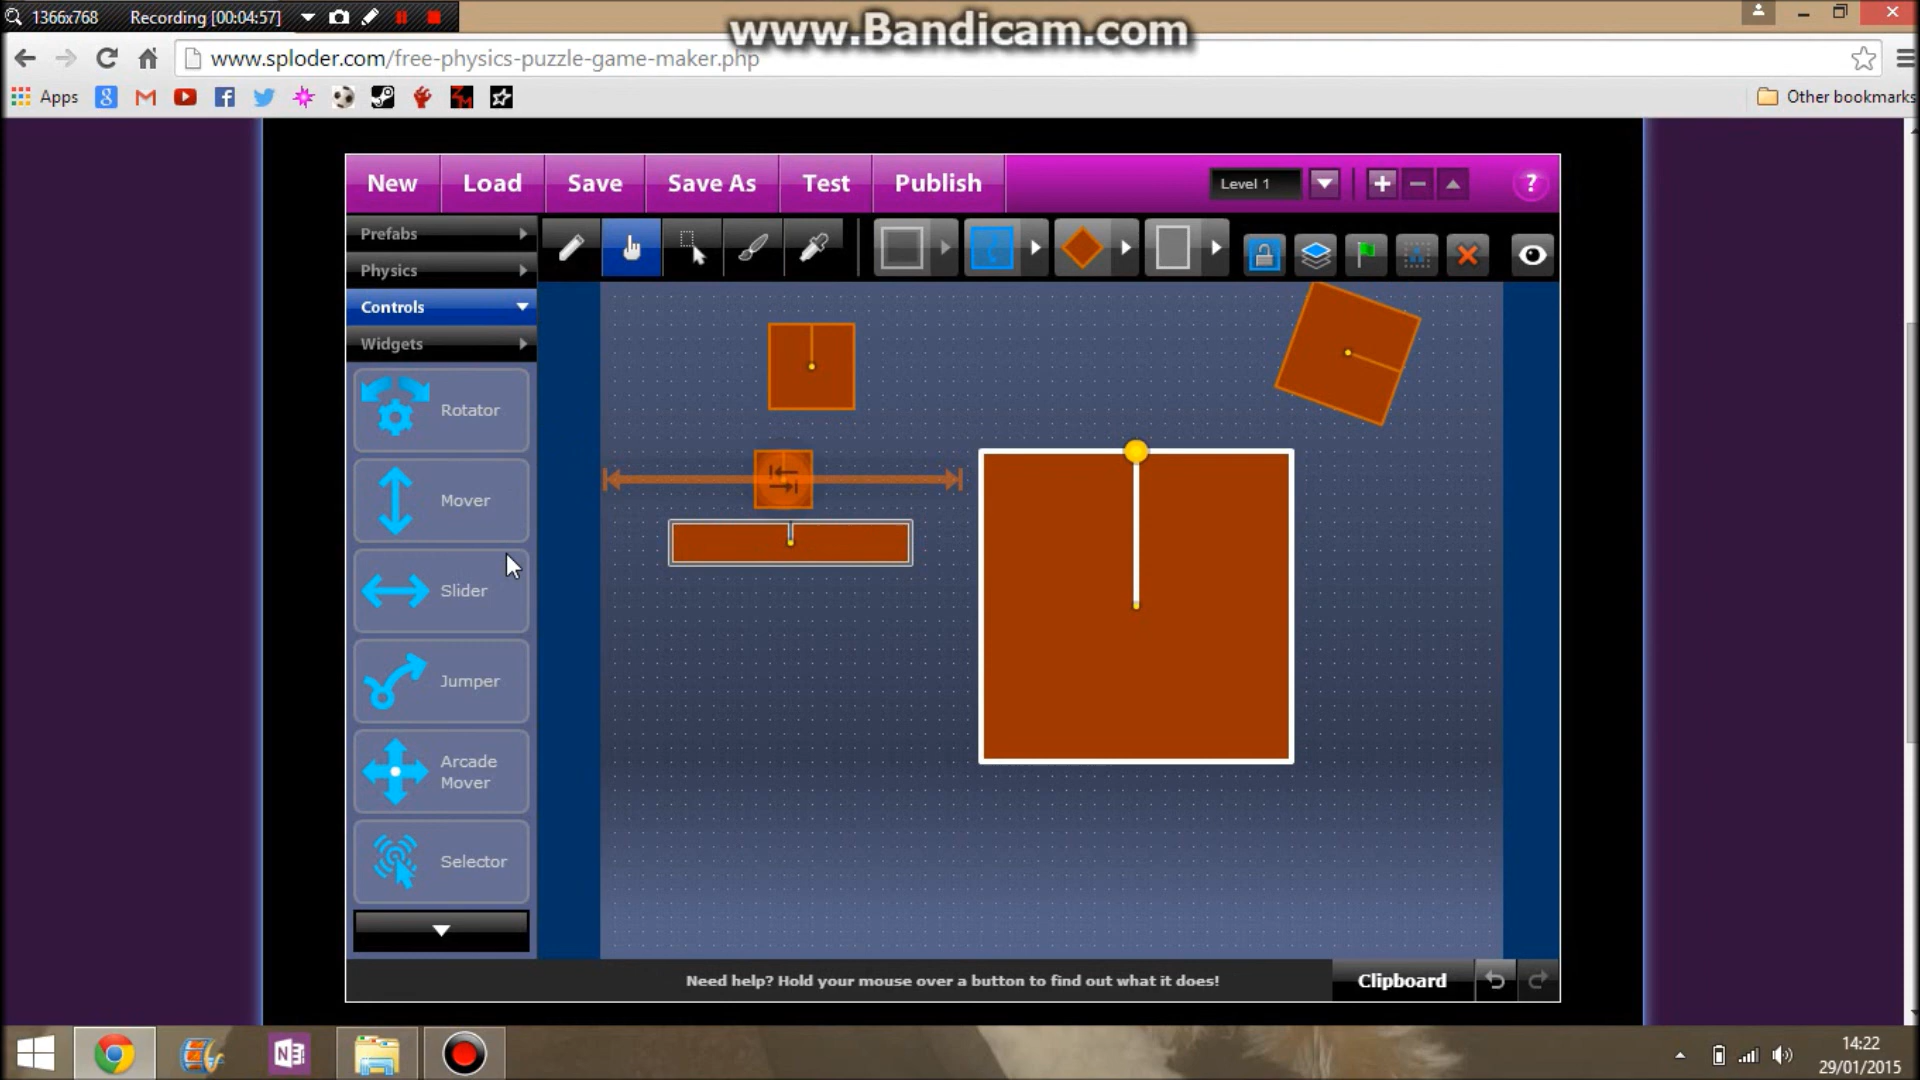 1366x768 Recording [00:04:57]
www.Bandicam.com
www.sploder.com/free-physics-puzzle-game-maker.php
Apps
Other bookmarks
New Load Save Save As Test Publish Level 1 ?
Prefabs
Physics
Controls
Widgets
Rotator
Mover
Slider
Jumper
Arcade
Mover
Selector
Need help? Hold your mouse over a button to find out what it does!
Clipboard
14:22
29/01/2015